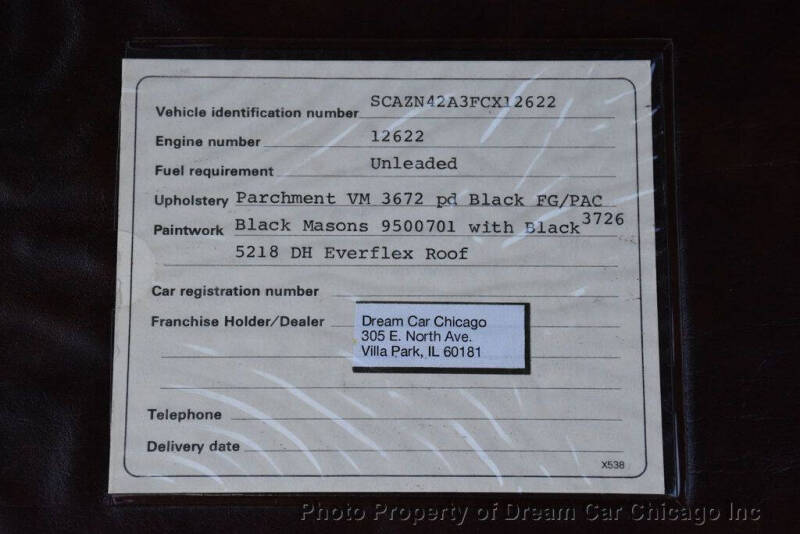 Vehicle identification number SCAZN42A3FCX12622
Engine number 12622
Fuel requirement Unleaded
Upholstery Parchment VM 3672 pd Black FG/PAC
3726
Paintwork Black Masons 9500701 with Black
5218 DH Everflex Roof
Car registration number
Franchise Holder/Dealer Dream Car Chicago
305 E. North Ave.
Villa Park, IL 60181
Telephone
Delivery date
X538
Photo Property of Dream Car Chicago Inc